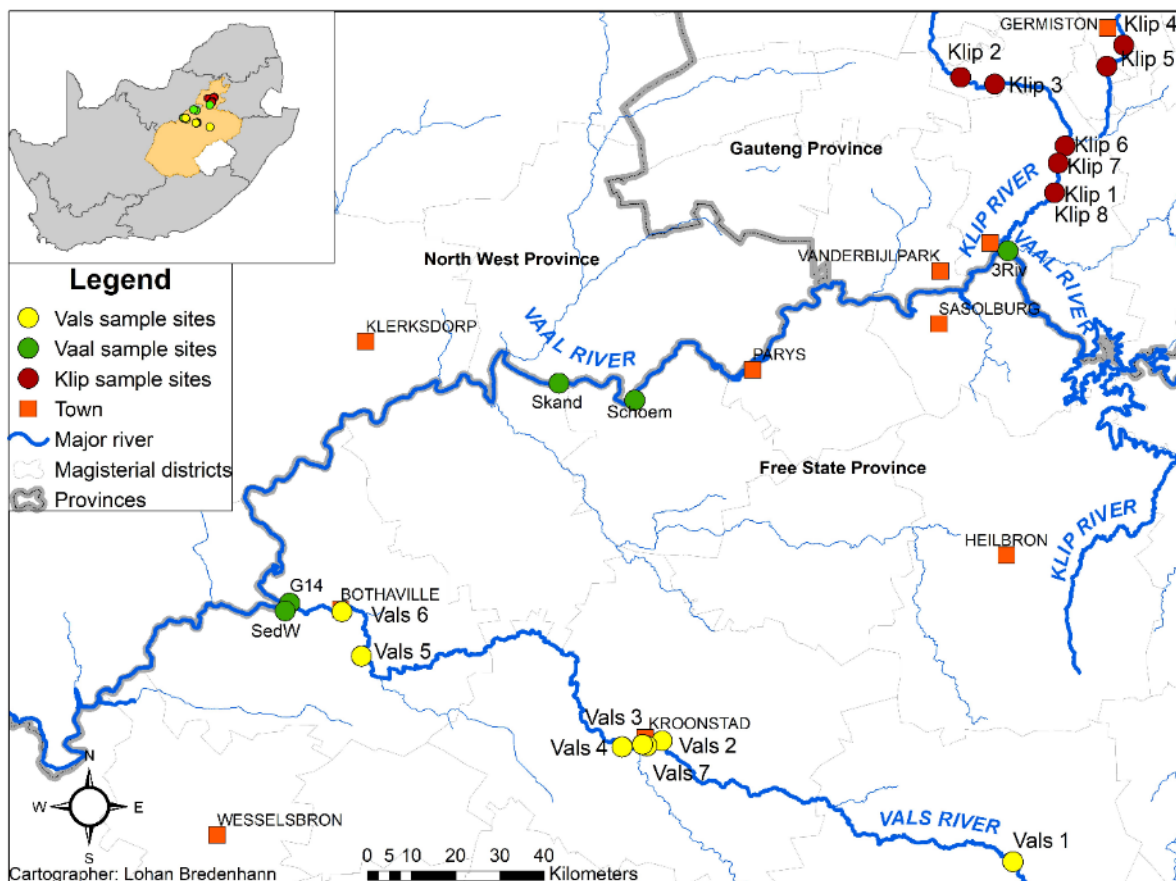 GERMISTON
Klip 4
Klip 2
Klip 5
Klip 3
Gauteng Province
Klip 6
Klip 7
Klip 1
Klip 8
KLIP RIVER
North West Province
VANDERBIJLPARK
3Riv
VAAL RIVER
SASOLBURG
Legend
Vals sample sites
Vaal sample sites
Klip sample sites
Town
Major river
Magisterial districts
Provinces
KLERKSDORP
VAAL RIVER
PARYS
Skand
Schoem
Free State Province
HEILBRON
KLIP RIVER
G14
BOTHAVILLE
SedW
Vals 6
Vals 5
Vals 3
KROONSTAD
Vals 4
Vals 2
Vals 7
N
W
E
S
WESSELSBRON
VALS RIVER
Vals 1
0 5 10 20 30 40
Kilometers
Cartographer: Lohan Bredenhann